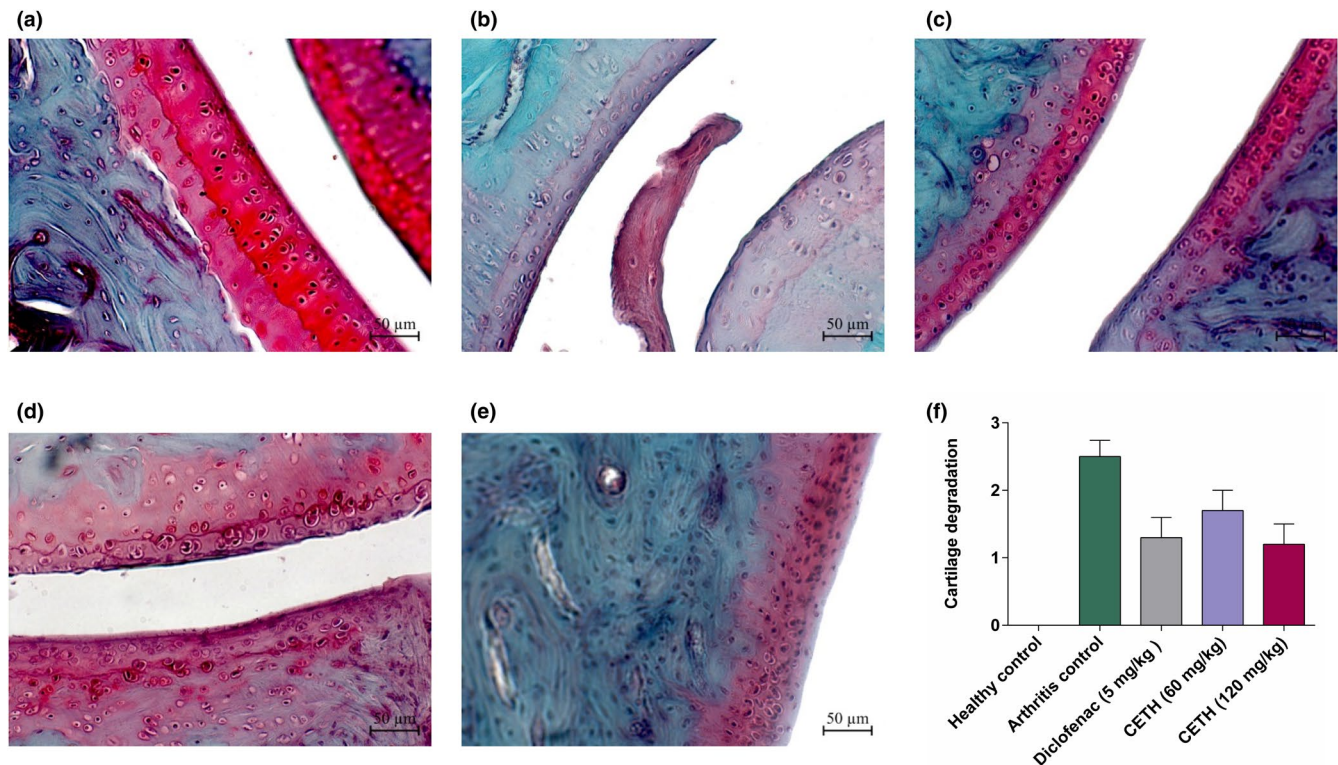 (a)
(b)
(c)
50 µm
50 µm
(d)
(e)
(f)
50 µm
50 µm
Cartilage degradation
3
2
1
0
Healthy control
Arthritis control
Diclofenac (5 mg/kg )
CETH (60 mg/kg)
CETH (120 mg/kg)